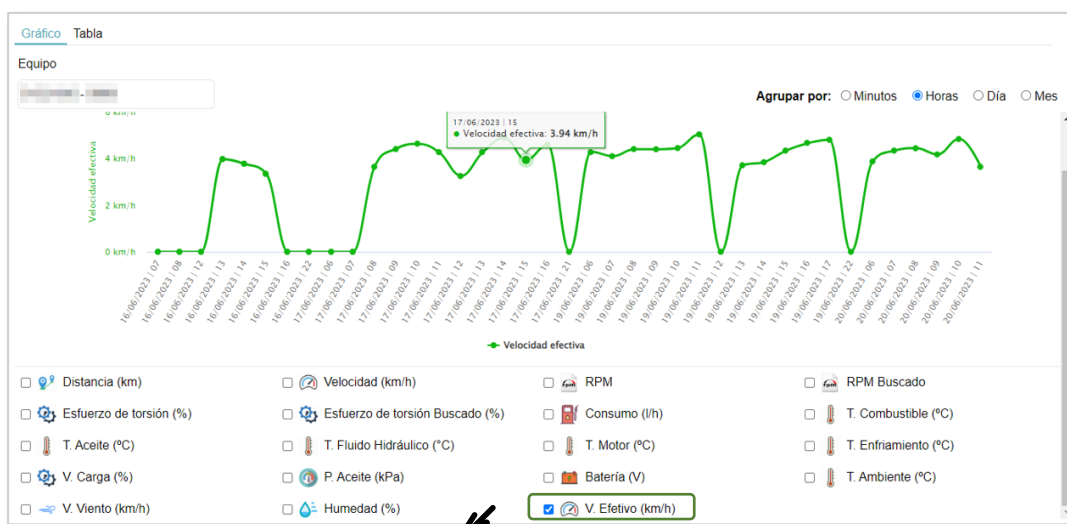 Gráfico Tabla
Equipo
Agrupar por: Minutos Horas Día Mes
17/06/2023 | 15
Velocidad efectiva: 3.94 km/h
Velocidad efectiva
4 km/h
2 km/h
0 km/h
16/06/2023 | 07
16/06/2023 | 08
16/06/2023 | 12
16/06/2023 | 13
16/06/2023 | 14
16/06/2023 | 15
16/06/2023 | 16
16/06/2023 | 22
17/06/2023 | 06
17/06/2023 | 07
17/06/2023 | 08
17/06/2023 | 09
17/06/2023 | 10
17/06/2023 | 11
17/06/2023 | 12
17/06/2023 | 13
17/06/2023 | 14
17/06/2023 | 15
17/06/2023 | 16
17/06/2023 | 21
19/06/2023 | 06
19/06/2023 | 07
19/06/2023 | 08
19/06/2023 | 09
19/06/2023 | 10
19/06/2023 | 11
19/06/2023 | 12
19/06/2023 | 13
19/06/2023 | 14
19/06/2023 | 15
19/06/2023 | 16
19/06/2023 | 17
19/06/2023 | 22
20/06/2023 | 06
20/06/2023 | 07
20/06/2023 | 08
20/06/2023 | 09
20/06/2023 | 10
20/06/2023 | 11
Velocidad efectiva
Distancia (km) Velocidad (km/h) RPM RPM Buscado
Esfuerzo de torsión (%) Esfuerzo de torsión Buscado (%) Consumo (l/h) T. Combustible (ºC)
T. Aceite (ºC) T. Fluido Hidráulico (°C) T. Motor (ºC) T. Enfriamiento (ºC)
V. Carga (%) P. Aceite (kPa) Batería (V) T. Ambiente (ºC)
V. Viento (km/h) Humedad (%) V. Efetivo (km/h)